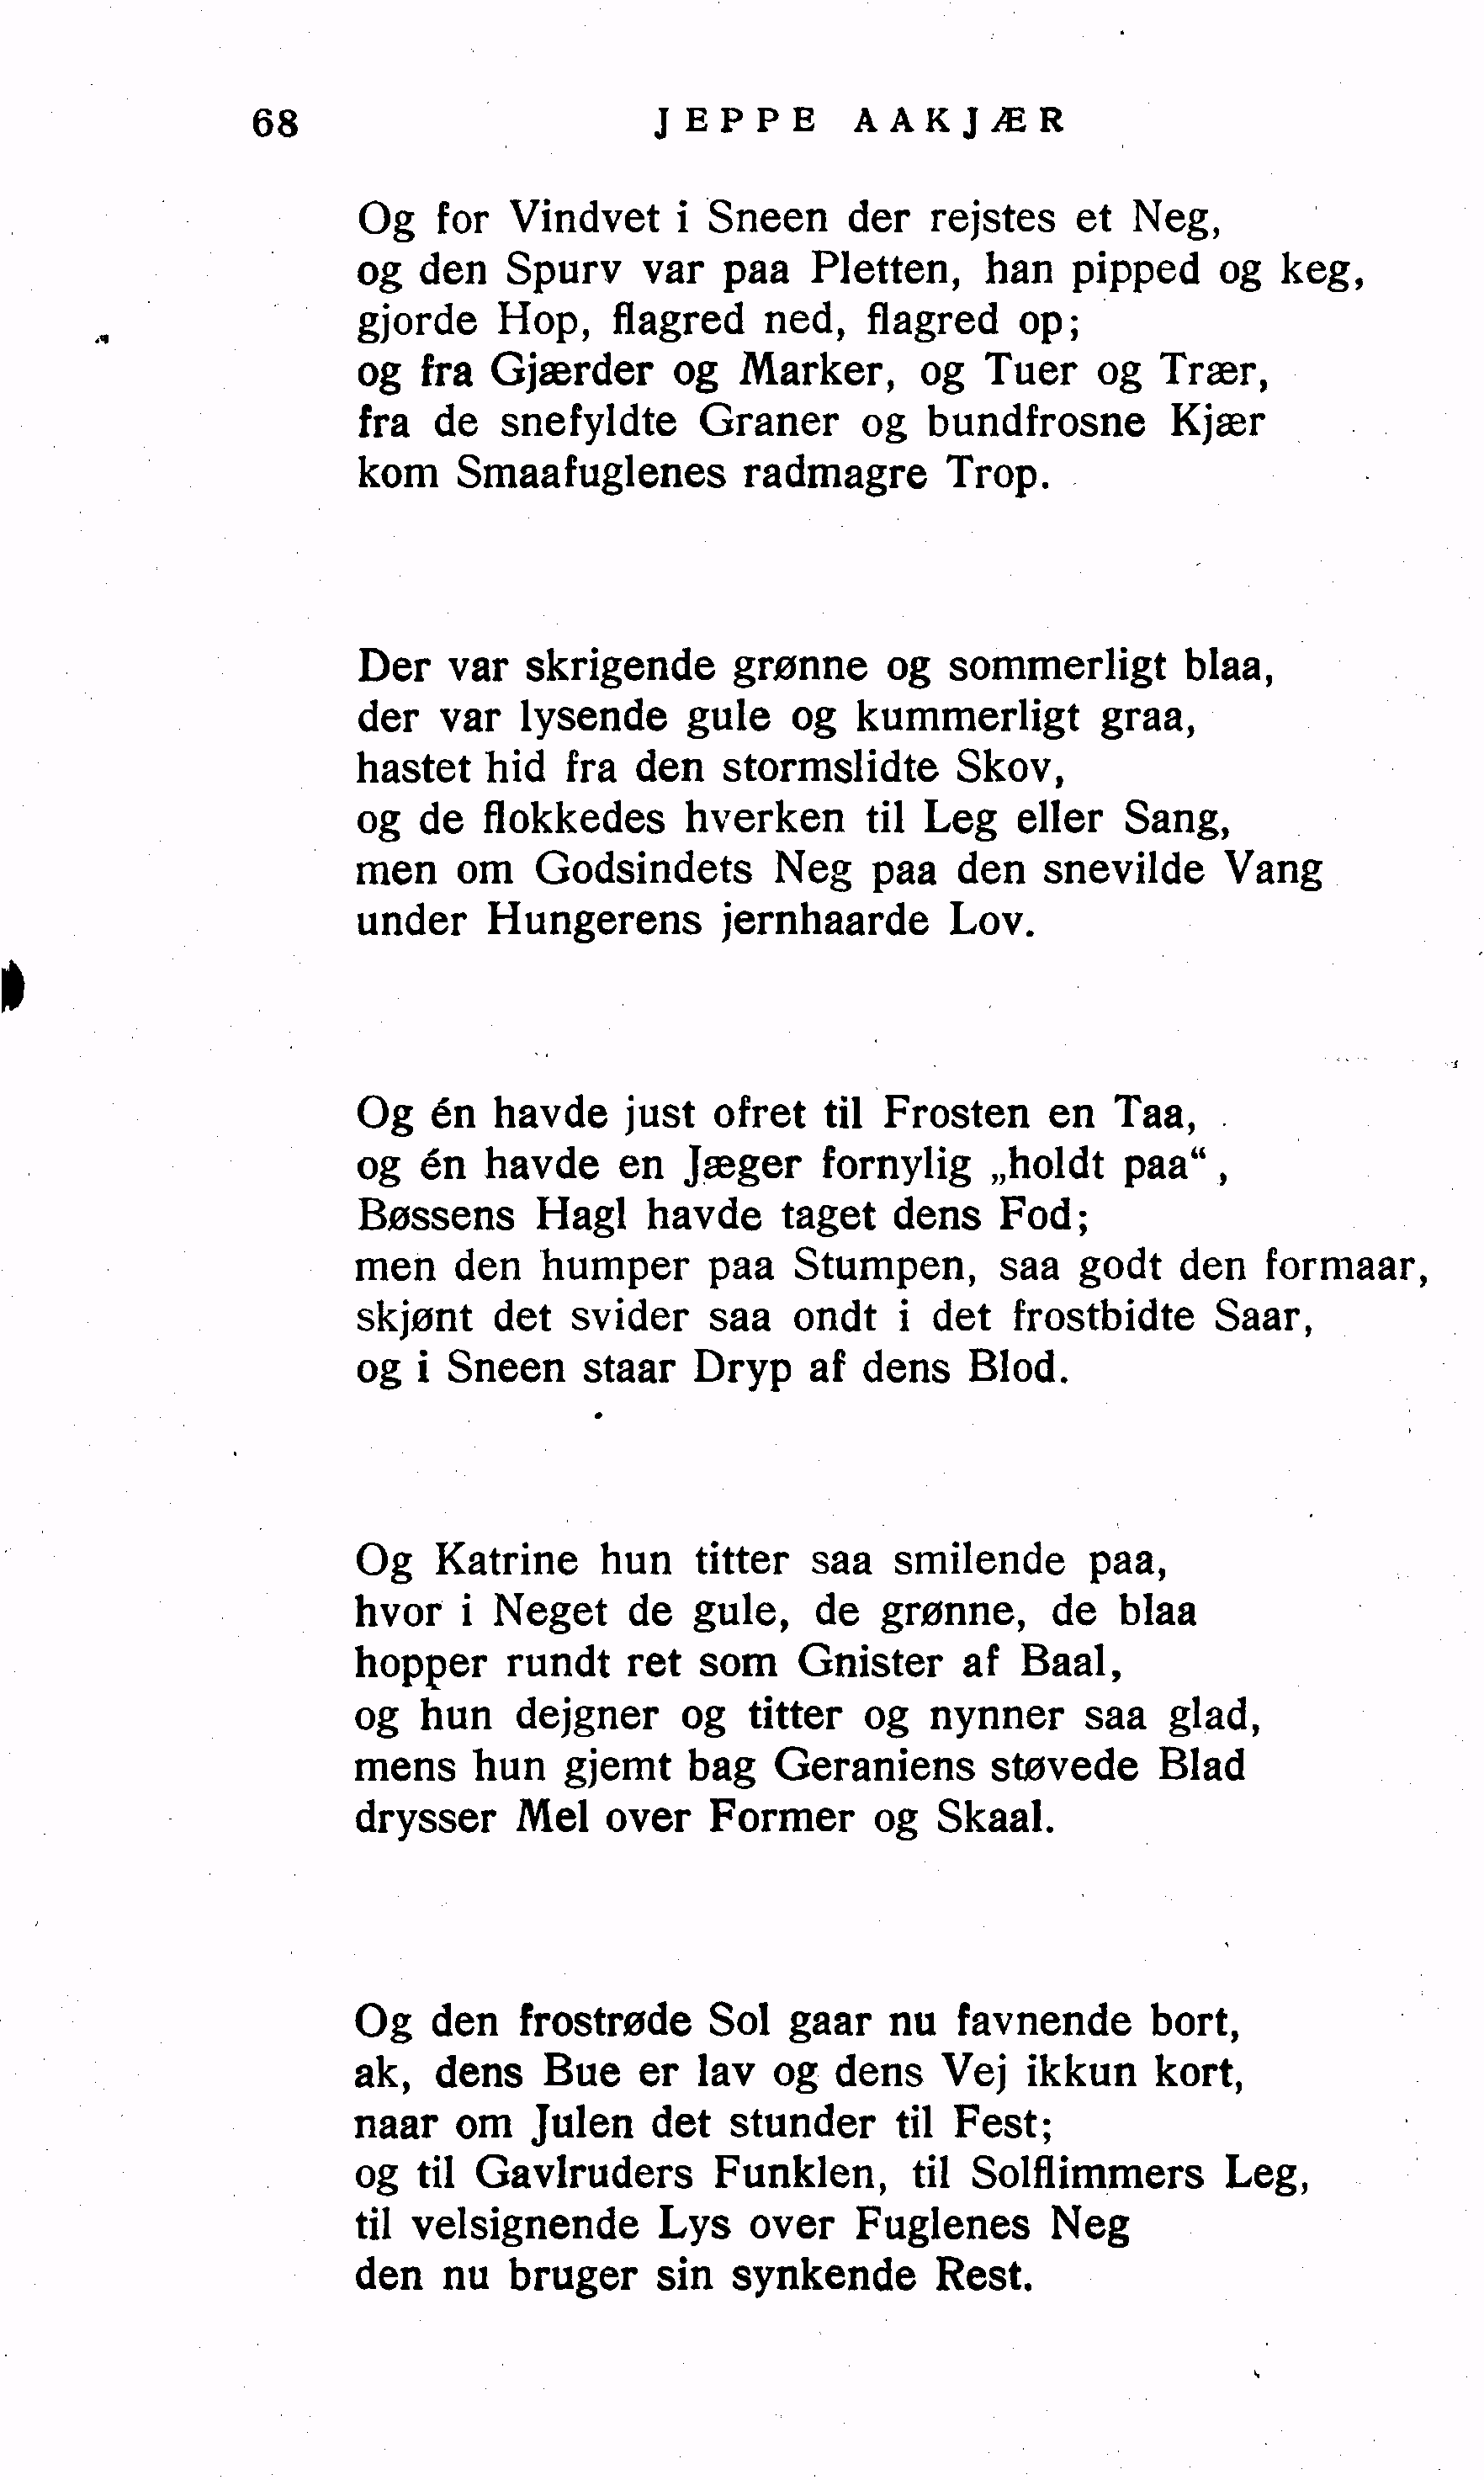 68 JEPPE AAKJÆR
Og for Vindvet i Sneen der rejstes et Neg,
og den Spurv var paa Pletten, han pipped og keg,
gjorde Hop, flagred ned, flagred op;
og fra Gjærder og Marker, og Tuer og Trær,
fra de snefyldte Graner og bundfrosne Kjær
kom Smaafuglenes radmagre Trop.
Der var skrigende grønne og sommerligt blaa,
der var lysende gule og kummerligt graa,
hastet hid fra den stormslidte Skov,
og de flokkedes hverken til Leg eller Sang,
men om Godsindets Neg paa den snevilde Vang
under Hungerens jernhaarde Lov.
Og én havde just ofret til Frosten en Taa,
og én havde en Jæger fornylig „holdt paa“ ,
Bøssens Hagl havde taget dens Fod;
men den humper paa Stumpen, saa godt den formaar,
skjønt det svider saa ondt i det frostbidte Saar,
og i Sneen staar Dryp af dens Blod.
Og Katrine hun titter saa smilende paa,
hvor i Neget de gule, de grønne, de blaa
hopper rundt ret som Gnister af Baal,
og hun dejgner og titter og nynner saa glad,
mens hun gjemt bag Geraniens støvede Blad
drysser Mel over Former og Skaal.
Og den frostrøde Sol gaar nu favnende bort,
ak, dens Bue er lav og dens Vej ikkun kort,
naar om Julen det stunder til Fest;
og til Gavlruders Funklen, til Solflimmers Leg,
til velsignende Lys over Fuglenes Neg
den nu bruger sin synkende Rest.